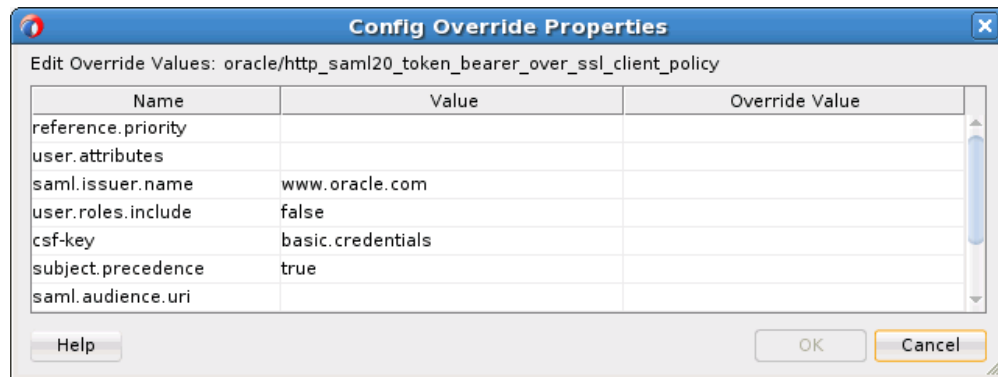 Config Override Properties
Edit Override Values: oracle/http_saml20_token_bearer_over_ssl_client_policy
Name Value Override Value
reference.priority
user.attributes
saml.issuer.name www.oracle.com
user.roles.include false
csf-key basic.credentials
subject.precedence true
saml.audience.uri
Help OK Cancel